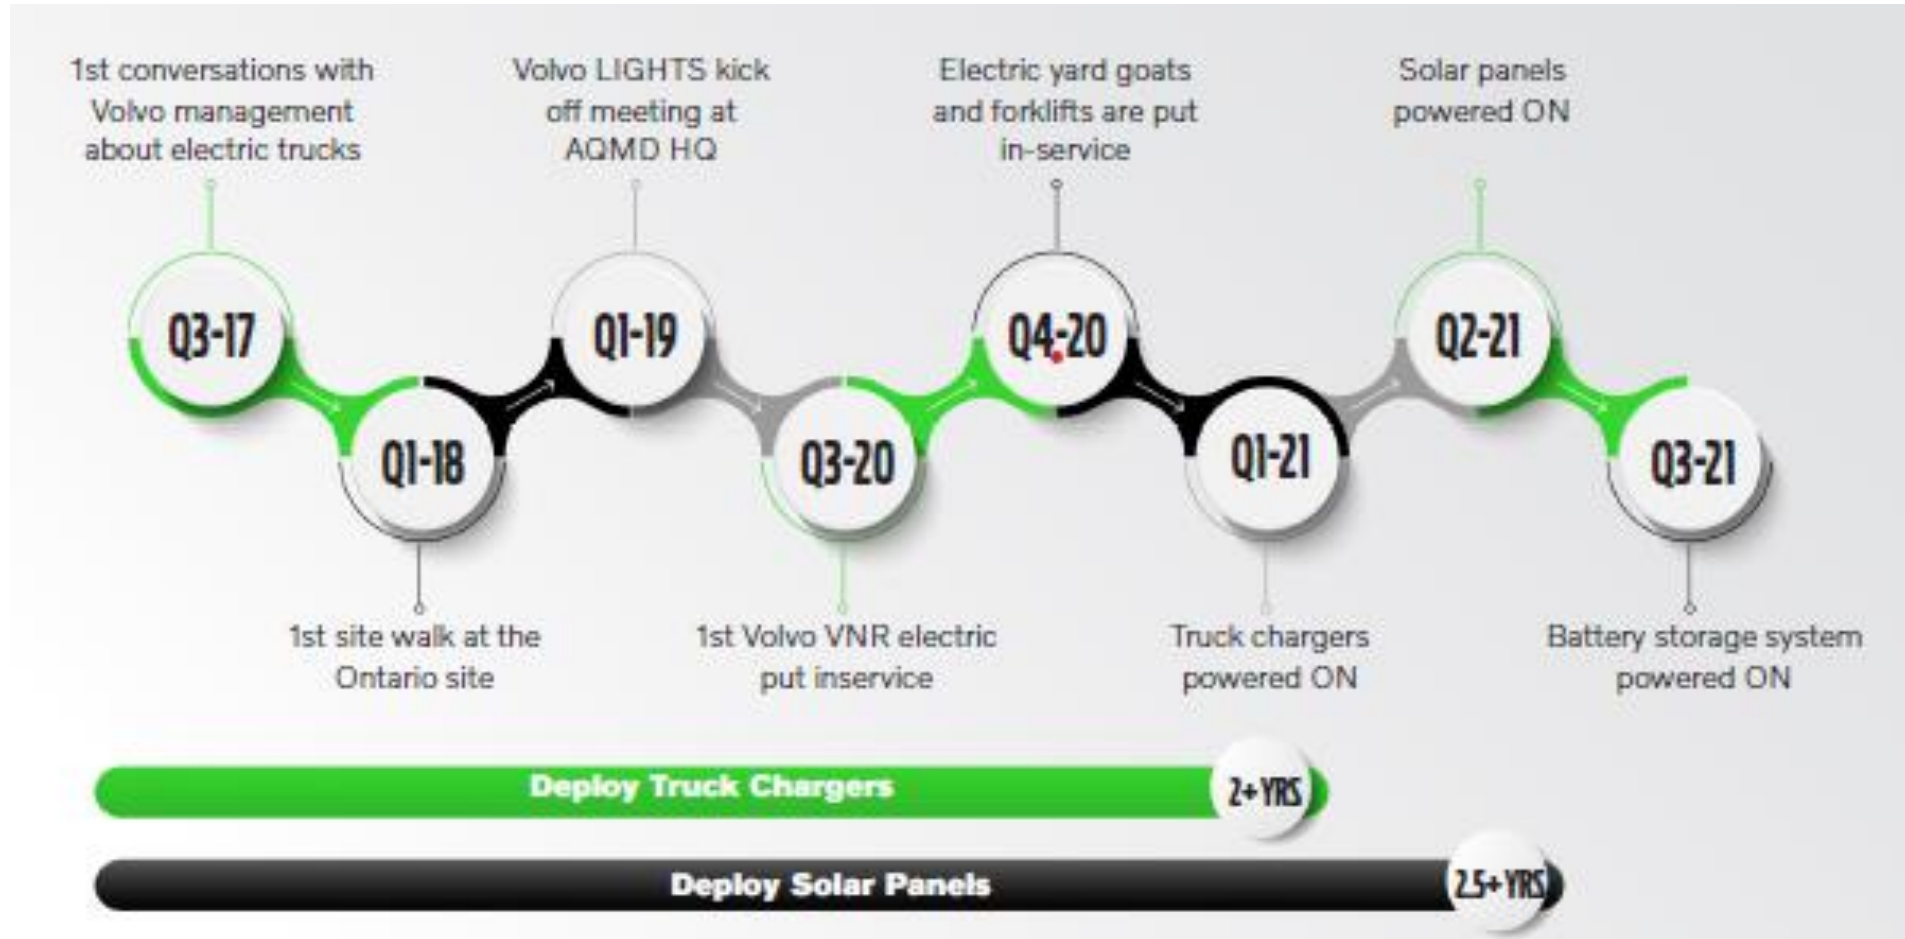 1st conversations with
Volvo management
about electric trucks
Volvo LIGHTS kick
off meeting at
AQMD HQ
Electric yard goats
and forklifts are put
in-service
Solar panels
powered ON
Q3-17
Q1-19
Q4-20
Q2-21
Q1-18
Q3-20
Q1-21
Q3-21
1st site walk at the
Ontario site
1st Volvo VNR electric
put inservice
Truck chargers
powered ON
Battery storage system
powered ON
Deploy Truck Chargers
2+YRS
Deploy Solar Panels
2.5+YRS